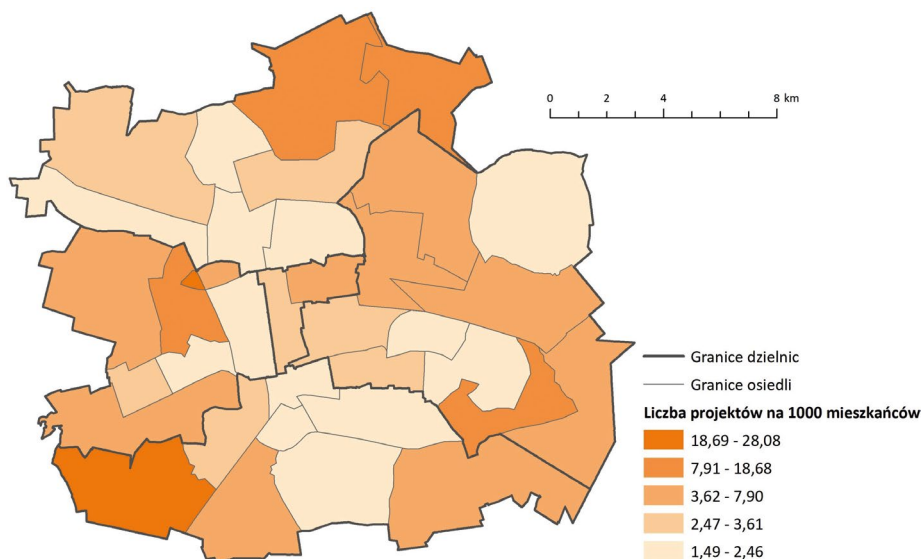 0 2 4 8 km
Granice dzielnic
Granice osiedli
Liczba projektów na 1000 mieszkańców
18,69 - 28,08
7,91 - 18,68
3,62 - 7,90
2,47 - 3,61
1,49 - 2,46